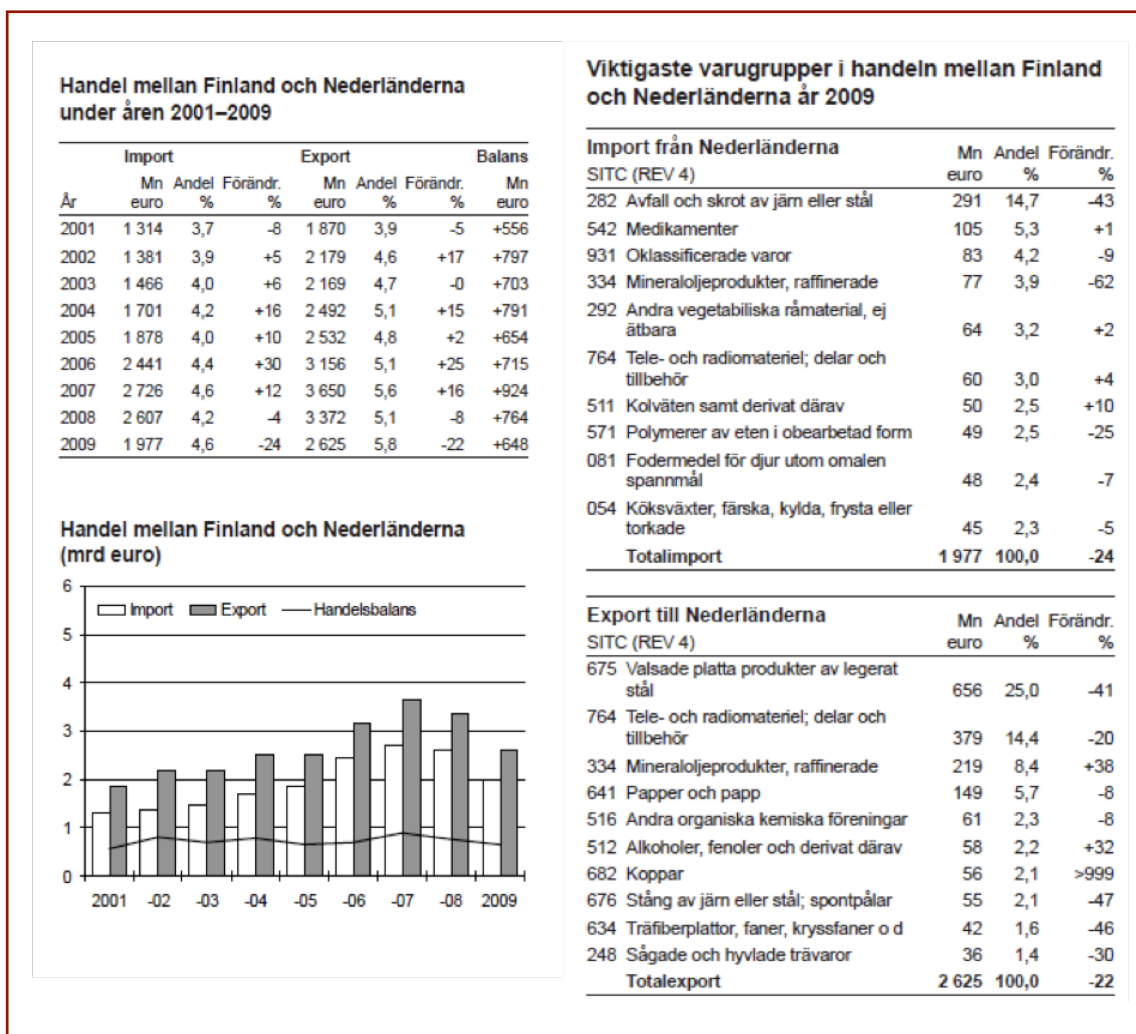 Handel mellan Finland och Nederländerna
under åren 2001–2009
Import Export Balans
Mn Andel Förändr. Mn Andel Förändr. Mn
År euro % % euro % % euro
2001 1 314 3,7 -8 1 870 3,9 -5 +556
2002 1 381 3,9 +5 2 179 4,6 +17 +797
2003 1 466 4,0 +6 2 169 4,7 -0 +703
2004 1 701 4,2 +16 2 492 5,1 +15 +791
2005 1 878 4,0 +10 2 532 4,8 +2 +654
2006 2 441 4,4 +30 3 156 5,1 +25 +715
2007 2 726 4,6 +12 3 650 5,6 +16 +924
2008 2 607 4,2 -4 3 372 5,1 -8 +764
2009 1 977 4,6 -24 2 625 5,8 -22 +648
Handel mellan Finland och Nederländerna
(mrd euro)
6
Import Export Handelsbalans
5
4
3
2
1
0
2001 -02 -03 -04 -05 -06 -07 -08 2009
Viktigaste varugrupper i handeln mellan Finland
och Nederländerna år 2009
Import från Nederländerna Mn Andel Förändr.
SITC (REV 4) euro % %
282 Avfall och skrot av järn eller stål 291 14,7 -43
542 Medikamenter 105 5,3 +1
931 Oklassificerade varor 83 4,2 -9
334 Mineraloljeprodukter, raffinerade 77 3,9 -62
292 Andra vegetabiliska råmaterial, ej
ätbara 64 3,2 +2
764 Tele- och radiomateriel; delar och
tillbehör 60 3,0 +4
511 Kolväten samt derivat därav 50 2,5 +10
571 Polymerer av eten i obearbetad form 49 2,5 -25
081 Fodermedel för djur utom omalen
spannmål 48 2,4 -7
054 Köksväxter, färska, kylda, frysta eller
torkade 45 2,3 -5
Totalimport 1 977 100,0 -24
Export till Nederländerna Mn Andel Förändr.
SITC (REV 4) euro % %
675 Valsade platta produkter av legerat
stål 656 25,0 -41
764 Tele- och radiomateriel; delar och
tillbehör 379 14,4 -20
334 Mineraloljeprodukter, raffinerade 219 8,4 +38
641 Papper och papp 149 5,7 -8
516 Andra organiska kemiska föreningar 61 2,3 -8
512 Alkoholer, fenoler och derivat därav 58 2,2 +32
682 Koppar 56 2,1 >999
676 Stång av järn eller stål; spontpålar 55 2,1 -47
634 Träfiberplattor, faner, kryssfaner o d 42 1,6 -46
248 Sågade och hyvlade trävaror 36 1,4 -30
Totalexport 2 625 100,0 -22